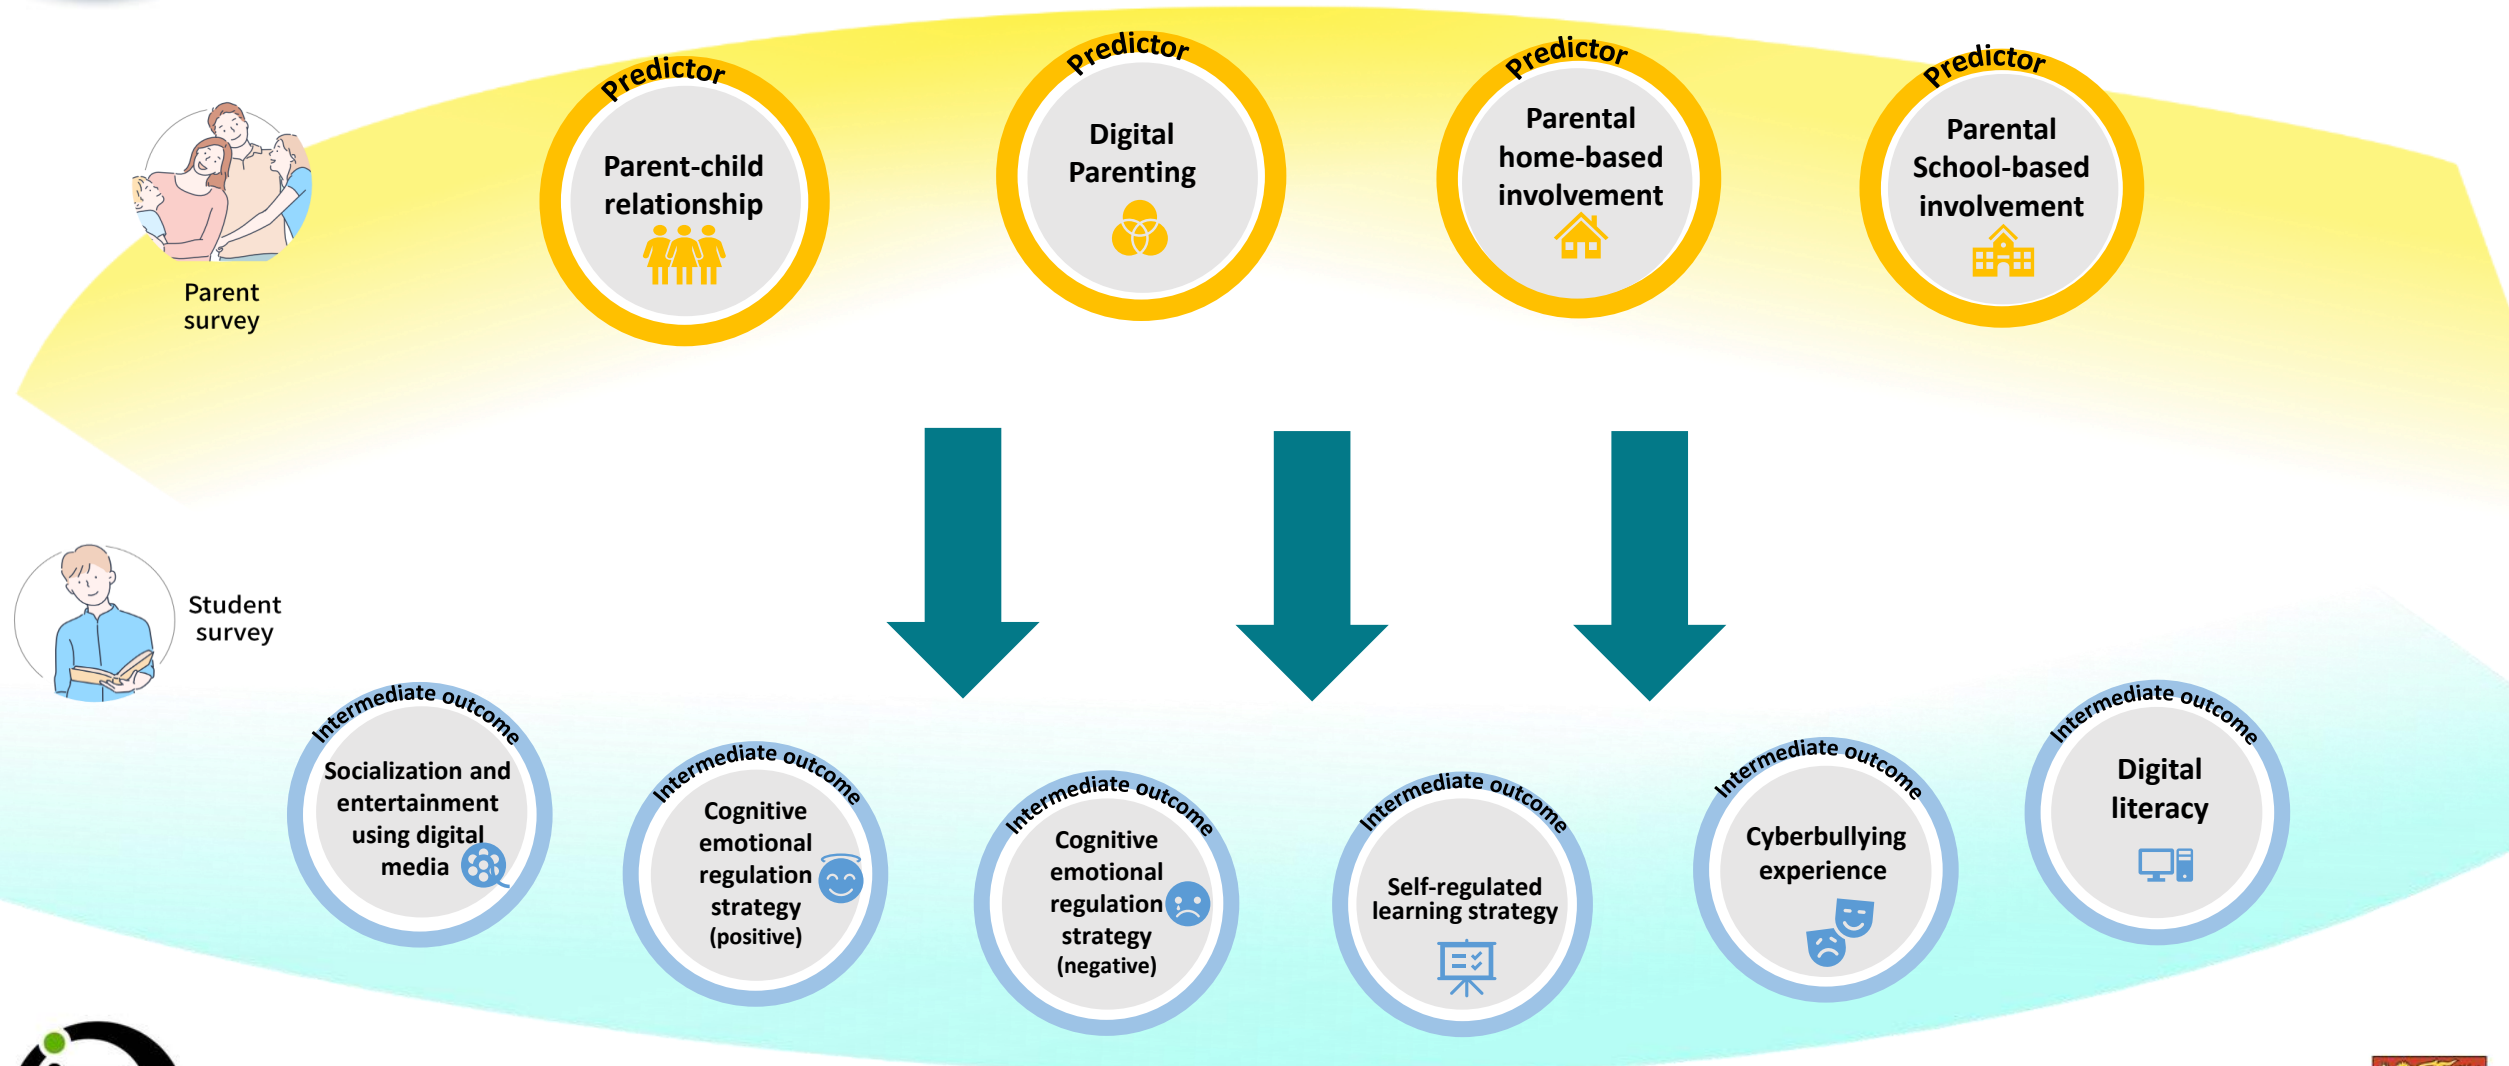 Predictor
Parent-child
relationship
Predictor
Digital
Parenting
Predictor
Parental
home-based
involvement
Predictor
Parental
School-based
involvement
Parent
survey
Student
survey
Intermediate outcome
Socialization and
entertainment
using digital
media
Intermediate outcome
Cognitive
emotional
regulation
strategy
(positive)
Intermediate outcome
Cognitive
emotional
regulation
strategy
(negative)
Intermediate outcome
Self-regulated
learning strategy
Intermediate outcome
Cyberbullying
experience
Intermediate outcome
Digital
literacy